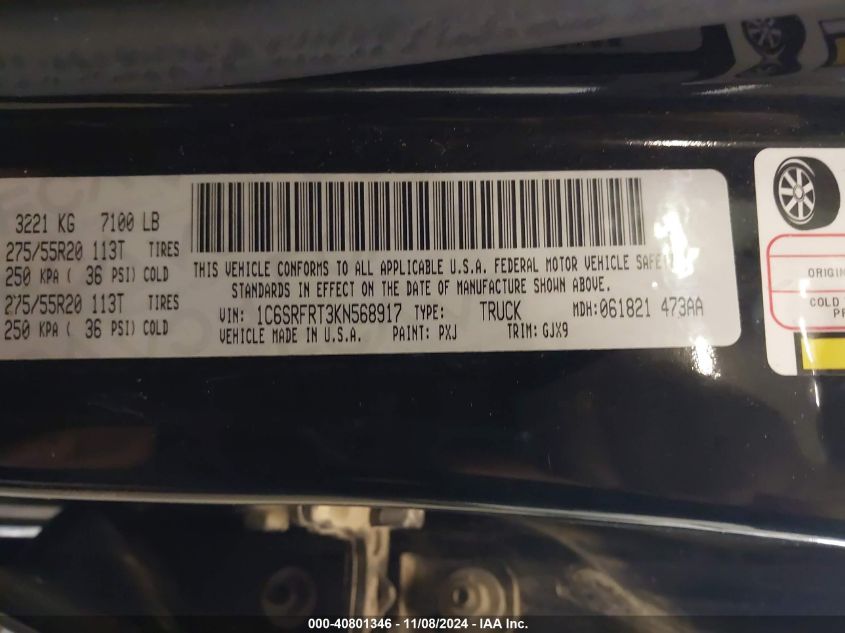 3221 KG 7100 LB
275/55R20 113T TIRES
250 KPA ( 36 PSI) COLD
275/55R20 113T TIRES
250 KPA ( 36 PSI) COLD
THIS VEHICLE CONFORMS TO ALL APPLICABLE U.S.A. FEDERAL MOTOR VEHICLE SAFETY
STANDARDS IN EFFECT ON THE DATE OF MANUFACTURE SHOWN ABOVE.
VIN: 1C6SRFRT3KN568917 TYPE: TRUCK MDH:061821 473AA
VEHICLE MADE IN U.S.A. PAINT: PXJ TRIM: GJX9
ORIGIN
COLD
PR
000-40801346 - 11/08/2024 - IAA Inc.